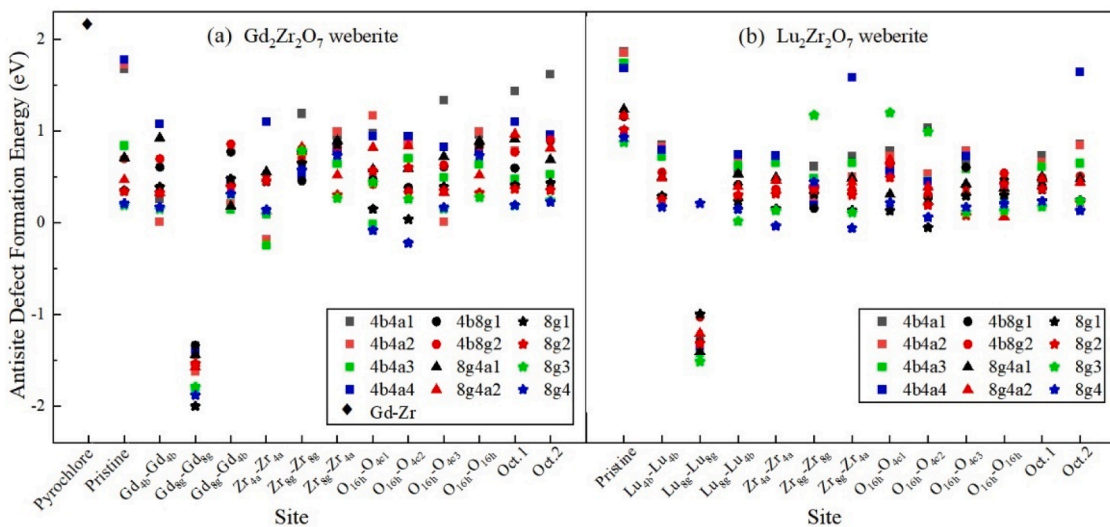 Antisite Defect Formation Energy (eV)
2
1
0
-1
-2
(a) Gd2Zr2O7 weberite
4b4a1
4b8g1
8g1
4b4a2
4b8g2
8g2
4b4a3
8g4a1
8g3
4b4a4
8g4a2
8g4
Gd-Zr
(b) Lu2Zr2O7 weberite
4b4a1
4b8g1
8g1
4b4a2
4b8g2
8g2
4b4a3
8g4a1
8g3
4b4a4
8g4a2
8g4
Pyrochlore
Pristine
Gd4b-Gd4b
Gd8g-Gd8g
Gd8g-Gd4b
Zr4a-Zr4a
Zr8g-Zr8g
Zr8g-Zr4a
O16h-O4c1
O16h-O4c2
O16h-O4c3
O16h-O16h
Oct.1
Oct.2
Pristine
Lu4b-Lu4b
Lu8g-Lu8g
Lu8g-Lu4b
Zr4a-Zr4a
Zr8g-Zr8g
Zr8g-Zr4a
O16h-O4c1
O16h-O4c2
O16h-O4c3
O16h-O16h
Oct.1
Oct.2
Site
Site